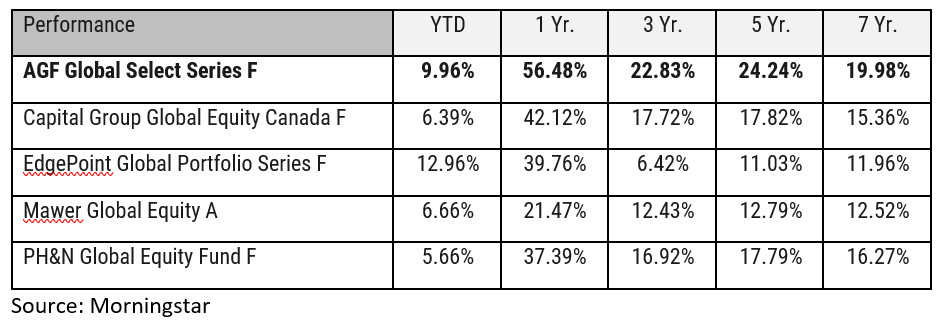 Performance YTD 1 Yr. 3 Yr. 5 Yr. 7 Yr.
AGF Global Select Series F 9.96% 56.48% 22.83% 24.24% 19.98%
Capital Group Global Equity Canada F 6.39% 42.12% 17.72% 17.82% 15.36%
EdgePoint Global Portfolio Series F 12.96% 39.76% 6.42% 11.03% 11.96%
Mawer Global Equity A 6.66% 21.47% 12.43% 12.79% 12.52%
PH&N Global Equity Fund F 5.66% 37.39% 16.92% 17.79% 16.27%
Source: Morningstar